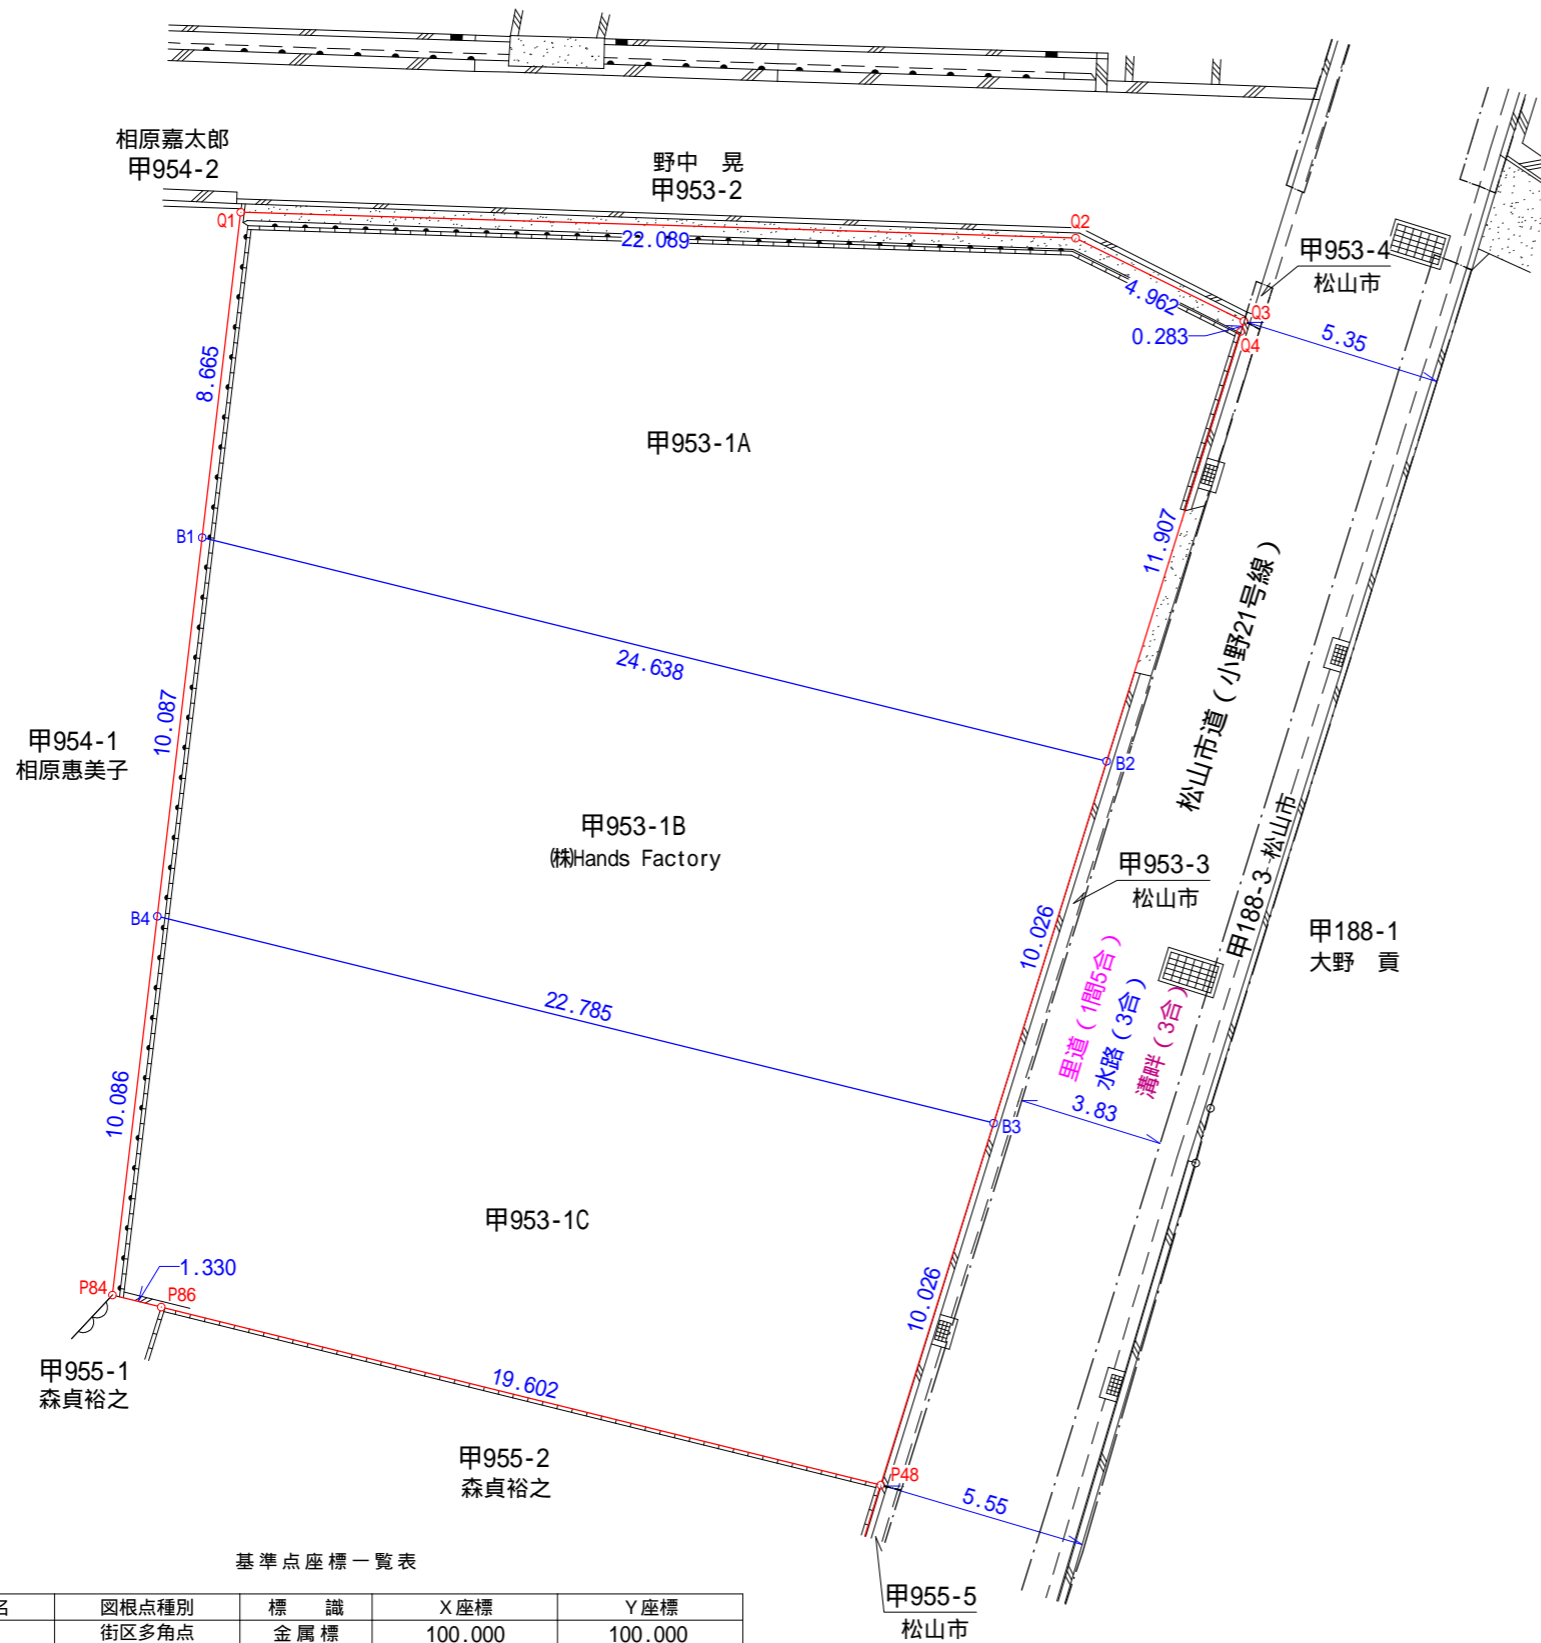 相原嘉太郎
甲954-2
野中　晃
甲953-2
Q1
Q2
22.089
甲953-4
松山市
4.962
Q3
0.283
Q4
5.35
8.665
甲953-1A
B1
11.907
24.638
松山市道（小野21号線）
10.087
甲954-1
相原惠美子
B2
甲953-1B
㈱Hands Factory
甲953-3
松山市
甲188-3 松山市
B4
10.026
甲188-1
大野　貢
里道（1間5合）
水路（3合）
溝畔（3合）
22.785
3.83
B3
10.086
甲953-1C
1.330
P84
P86
10.026
甲955-1
森貞裕之
19.602
甲955-2
森貞裕之
P48
5.55
基準点座標一覧表
甲955-5
松山市
名 図根点種別 標　識 X座標 Y座標
街区多角点 金属標 100.000 100.000